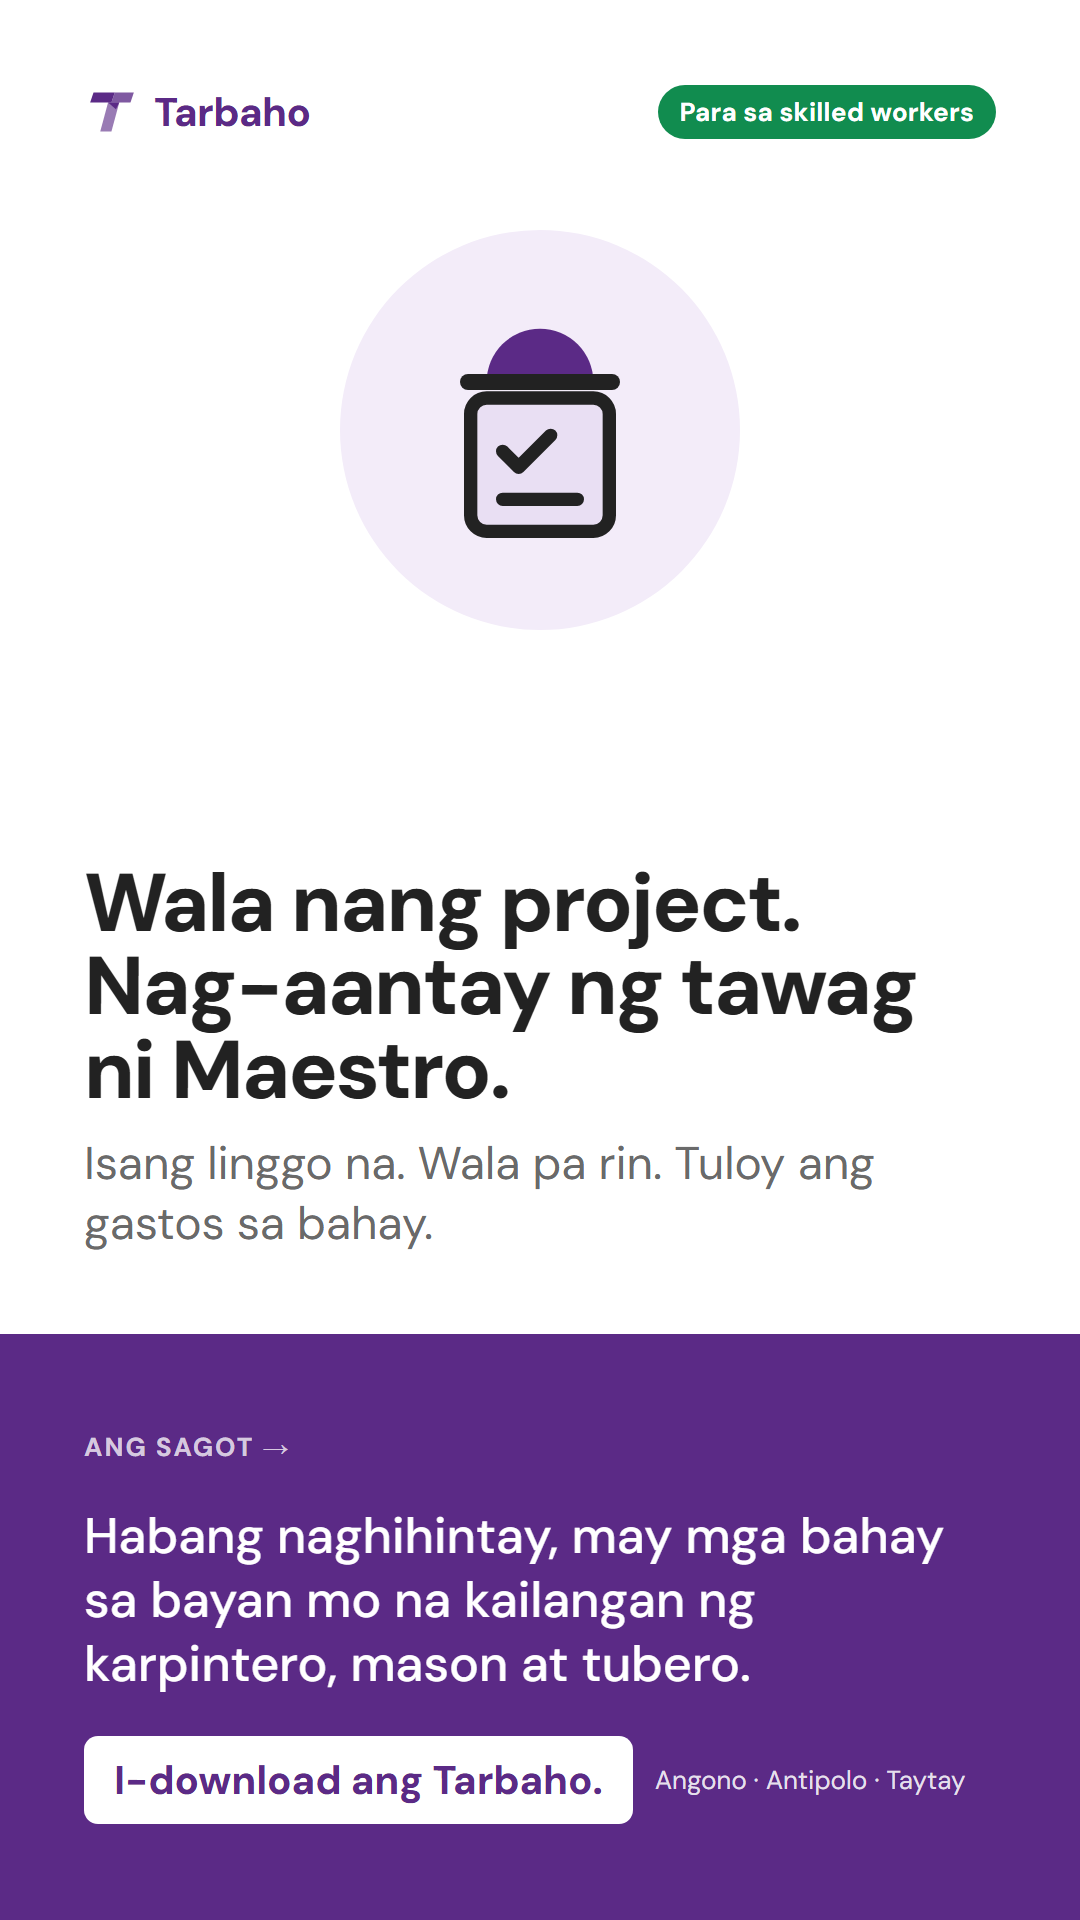 Tarbaho
Para sa skilled workers
Wala nang project.
Nag-aantay ng tawag
ni Maestro.
Isang linggo na. Wala pa rin. Tuloy ang
gastos sa bahay.
ANG SAGOT →
Habang naghihintay, may mga bahay
sa bayan mo na kailangan ng
karpintero, mason at tubero.
I-download ang Tarbaho.
Angono · Antipolo · Taytay